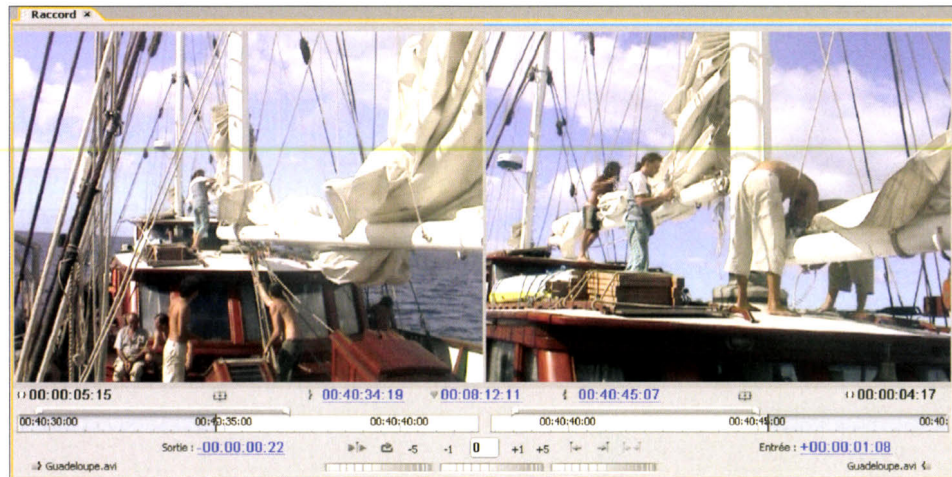 Raccord ×
00:00:05:15 00:40:34:19 00:08:12:11 00:40:45:07 00:00:04:17
00:40:30:00 00:40:35:00 00:40:40:00 00:40:40:00 00:40:45:00 00:40:
Sortie : -00:00:00:22 -5 -1 0 +1 +5 Entrée : +00:00:01:08
Guadeloupe.avi Guadeloupe.avi